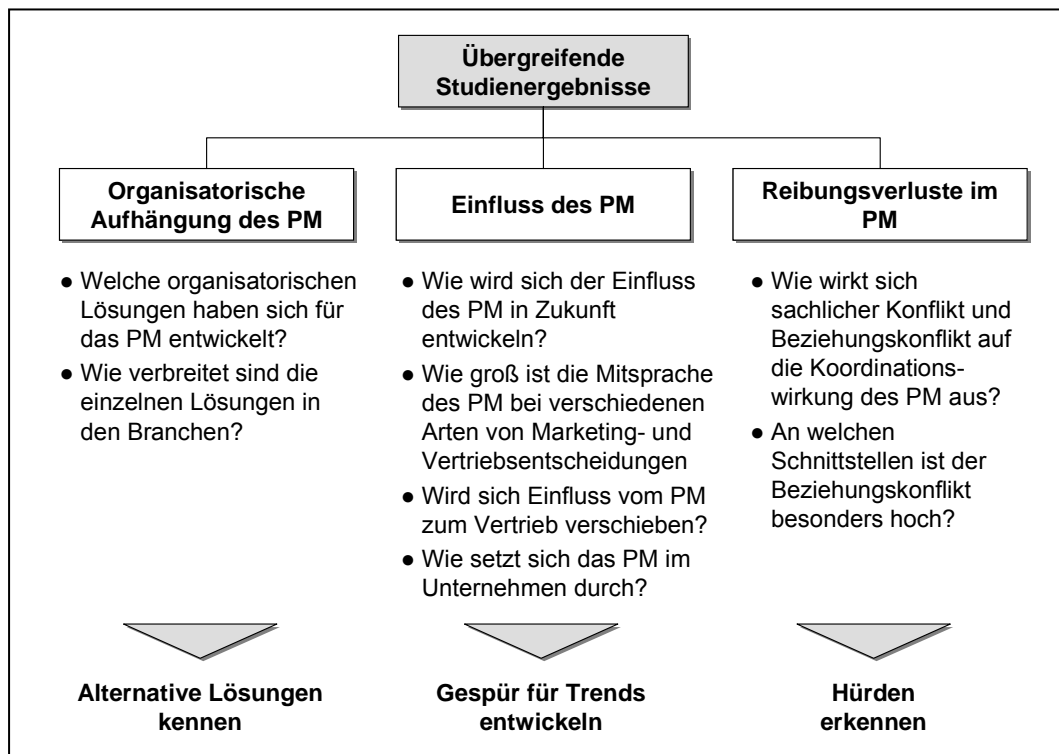 Übergreifende
Studienergebnisse
Organisatorische
Aufhängung des PM
● Welche organisatorischen
Lösungen haben sich für
das PM entwickelt?
● Wie verbreitet sind die
einzelnen Lösungen in
den Branchen?
Alternative Lösungen
kennen
Einfluss des PM
● Wie wird sich der Einfluss
des PM in Zukunft
entwickeln?
● Wie groß ist die Mitsprache
des PM bei verschiedenen
Arten von Marketing- und
Vertriebsentscheidungen
● Wird sich Einfluss vom PM
zum Vertrieb verschieben?
● Wie setzt sich das PM im
Unternehmen durch?
Gespür für Trends
entwickeln
Reibungsverluste im
PM
● Wie wirkt sich
sachlicher Konflikt und
Beziehungskonflikt auf
die Koordinations-
wirkung des PM aus?
● An welchen
Schnittstellen ist der
Beziehungskonflikt
besonders hoch?
Hürden
erkennen